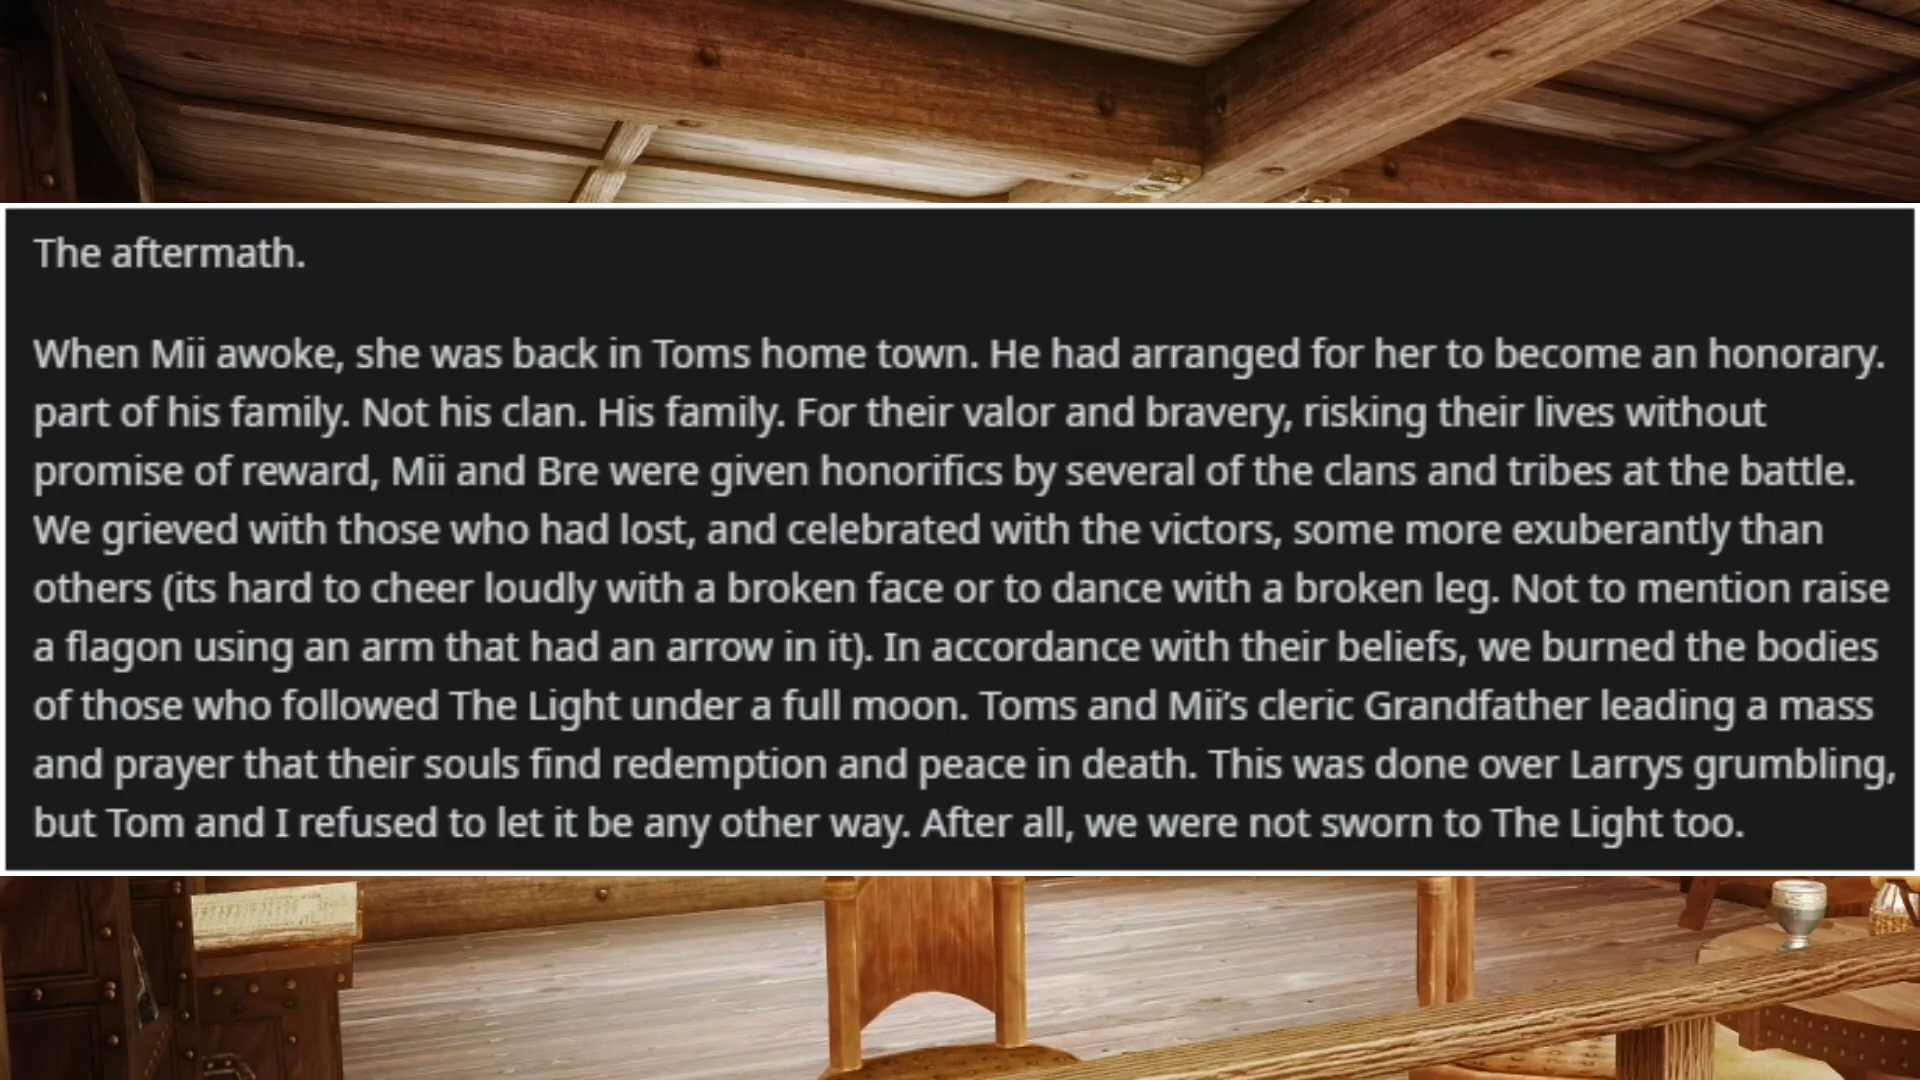 The aftermath.
When Mii awoke, she was back in Toms home town. He had arranged for her to become an honorary.
part of his family. Not his clan. His family. For their valor and bravery, risking their lives without
promise of reward, Mii and Bre were given honorifics by several of the clans and tribes at the battle.
We grieved with those who had lost, and celebrated with the victors, some more exuberantly than
others (its hard to cheer loudly with a broken face or to dance with a broken leg. Not to mention raise
a flagon using an arm that had an arrow in it). In accordance with their beliefs, we burned the bodies
of those who followed The Light under a full moon. Toms and Mii’s cleric Grandfather leading a mass
and prayer that their souls find redemption and peace in death. This was done over Larrys grumbling,
but Tom and I refused to let it be any other way. After all, we were not sworn to The Light too.